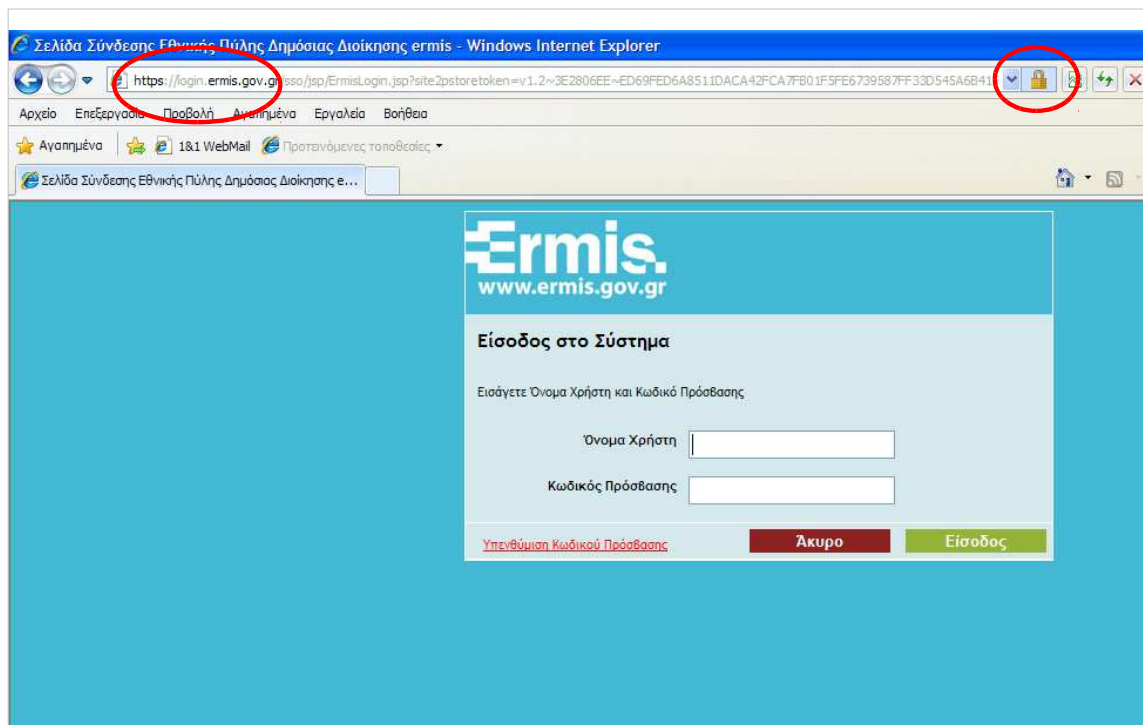 Σελίδα Σύνδεσης Εθνικής Πύλης Δημόσιας Διοίκησης ermis - Windows Internet Explorer
https://login.ermis.gov.gr/sso/jsp/ErmisLogin.jsp?site2pstoretoken=v1.2~3E2806EE~ED69FED6A8511DACA42FCA7FB01F5FE6739587FF33D545A6B41
Αρχείο Επεξεργασία Προβολή Αγαπημένα Εργαλεία Βοήθεια
Αγαπημένα 1&1 WebMail Προτεινόμενες τοποθεσίες
Σελίδα Σύνδεσης Εθνικής Πύλης Δημόσιας Διοίκησης e...
Ermis.
www.ermis.gov.gr
Είσοδος στο Σύστημα
Εισάγετε Όνομα Χρήστη και Κωδικό Πρόσβασης
Όνομα Χρήστη
Κωδικός Πρόσβασης
Υπενθύμιση Κωδικού Πρόσβασης Άκυρο Είσοδος